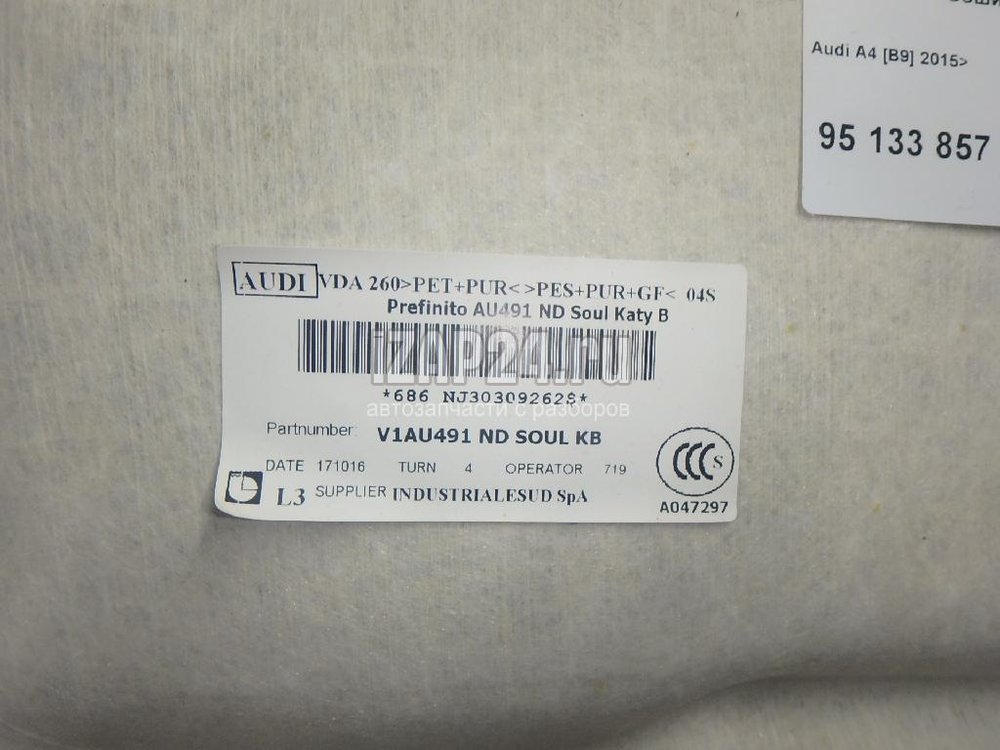 Audi A4 [B9] 2015>
95 133 857
AUDI VDA 260>PET+PUR< >PES+PUR+GF< 04S
Prefinito AU491 ND Soul Katy B
iZAP24.ru
*686 NJ30309262S*
автозапчасти с разборов
Partnumber: V1AU491 ND SOUL KB
DATE 171016 TURN 4 OPERATOR 719
CCC S
L3 SUPPLIER INDUSTRIALESUD SpA
A047297